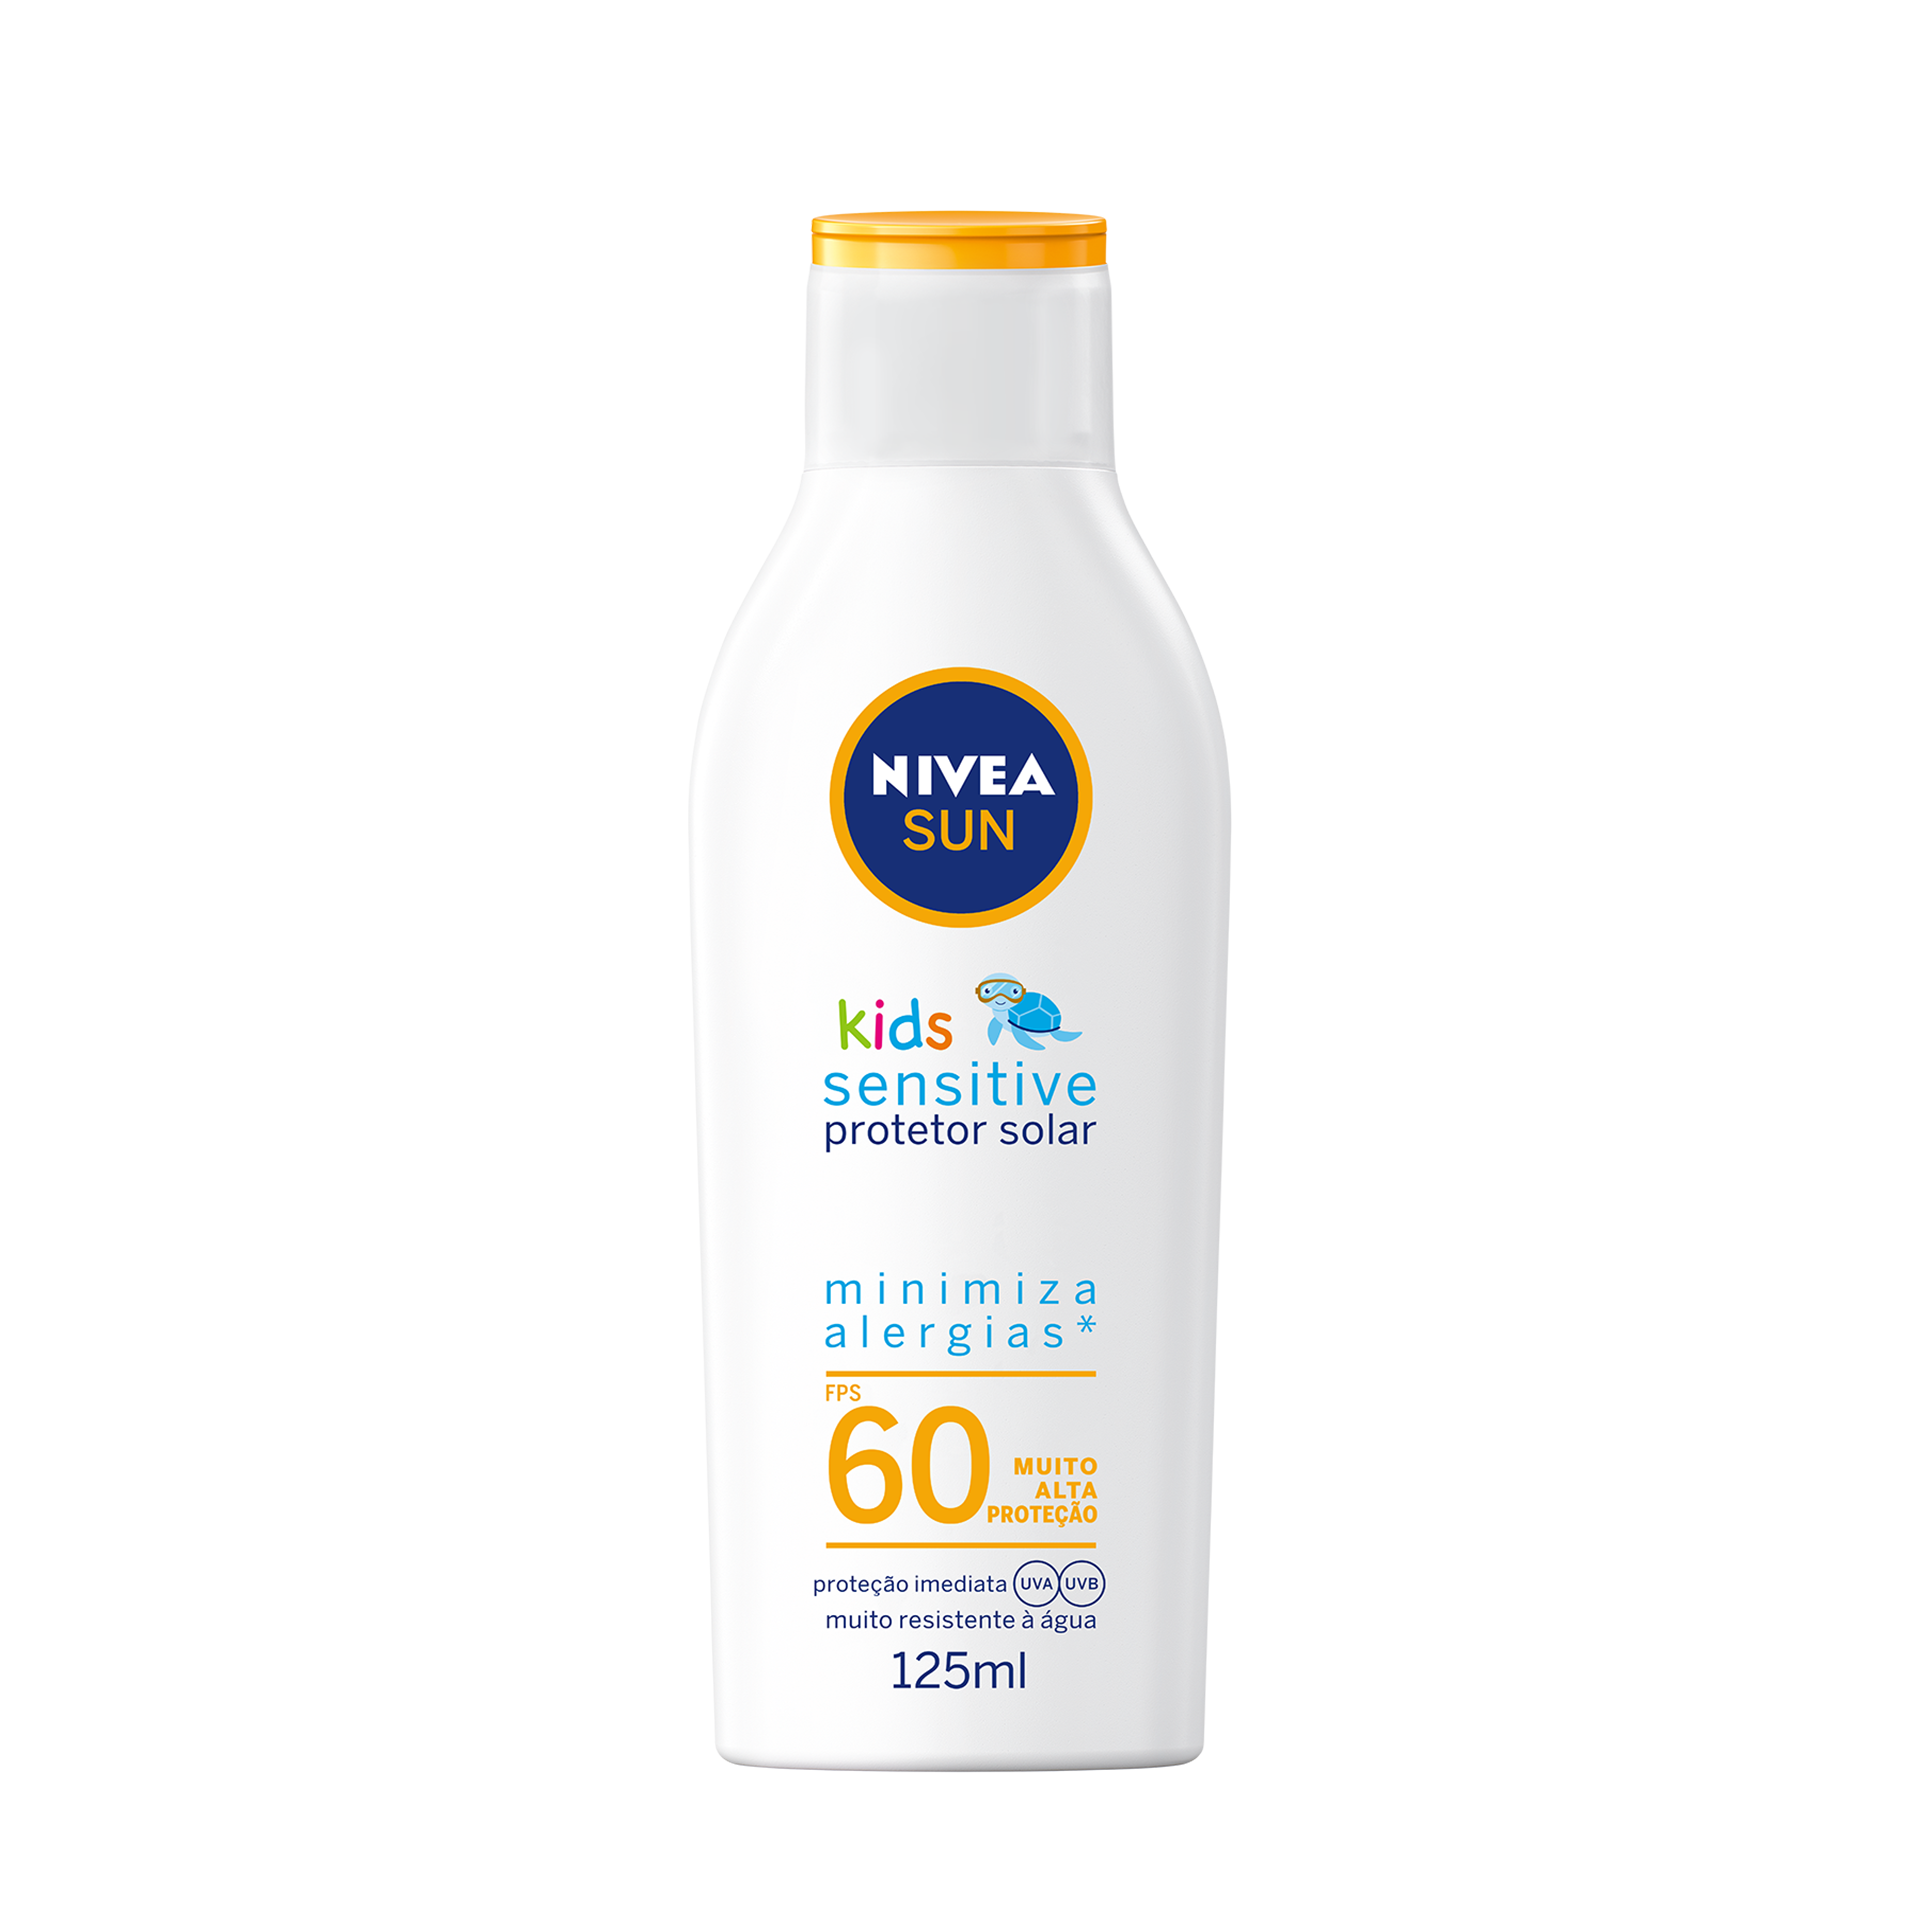 NIVEA
SUN
kids
sensitive
protetor solar
minimiza
alergias*
FPS
60
MUITO
ALTA
PROTEÇÃO
proteção imediata UVA UVB
muito resistente à água
125ml